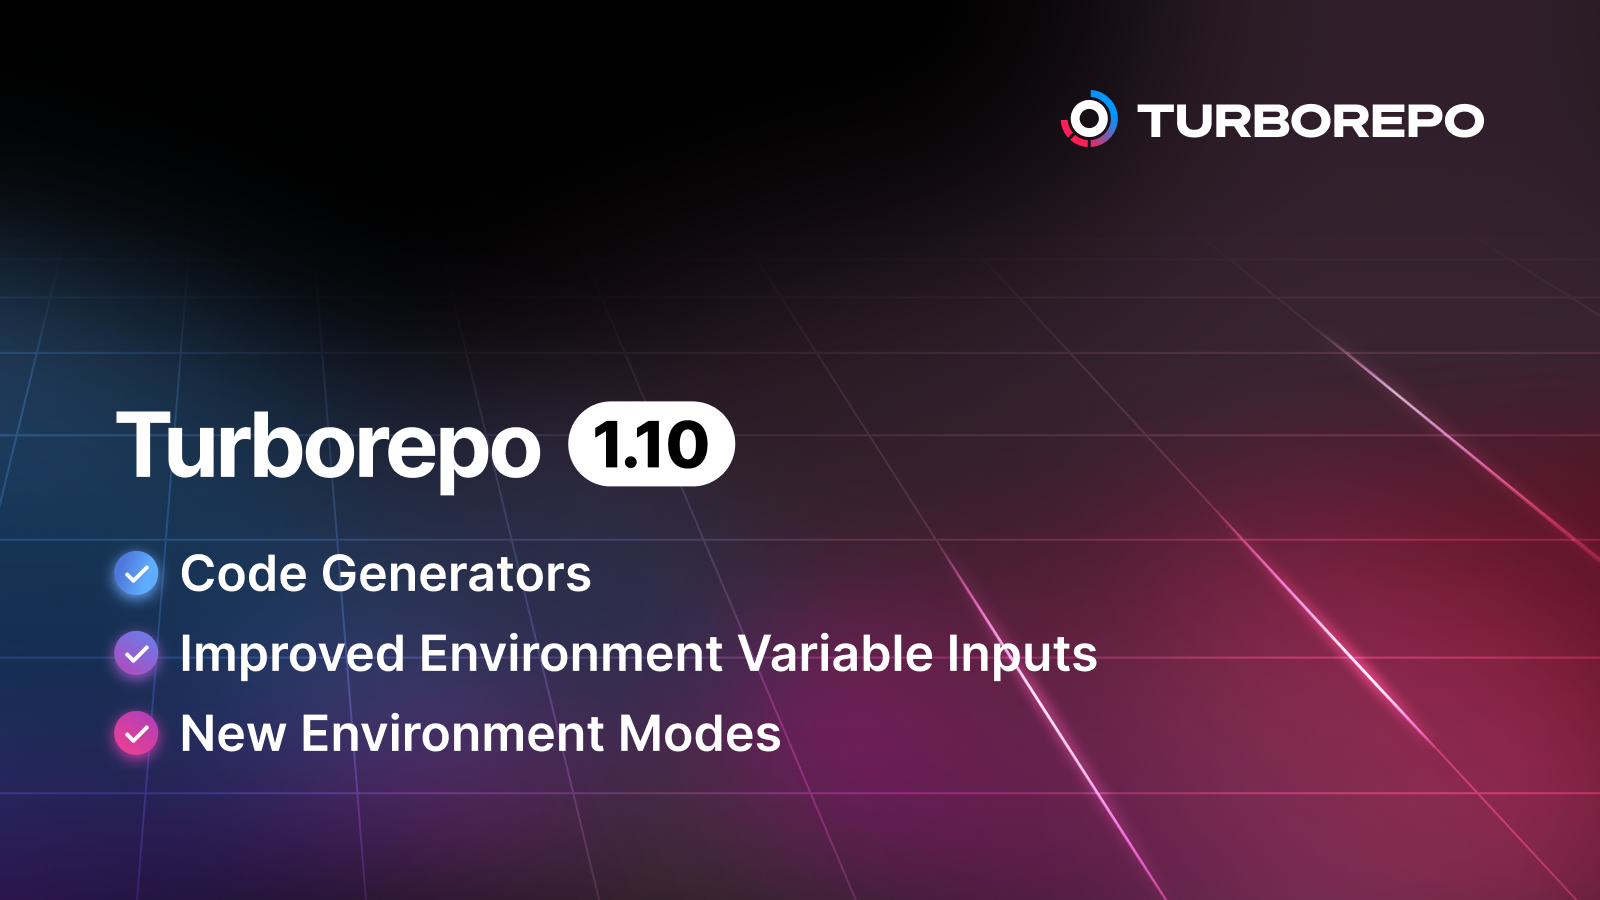 TURBOREPO
Turborepo 1.10
Code Generators
Improved Environment Variable Inputs
New Environment Modes